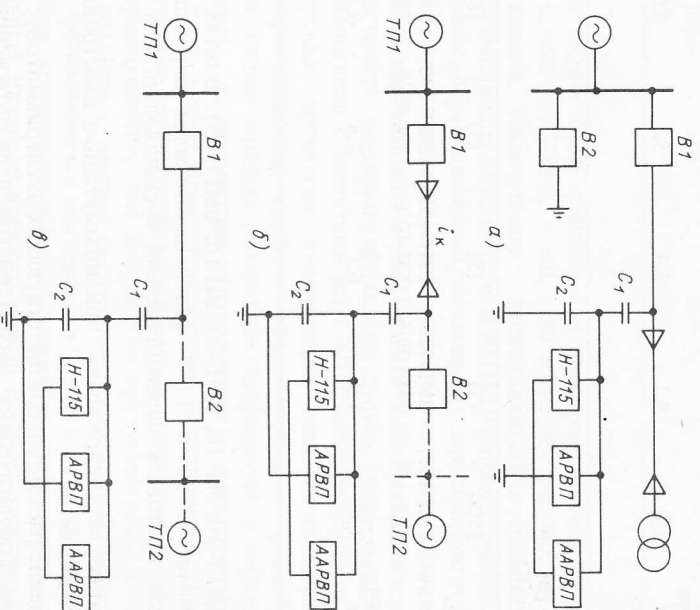 В1
В2
C₁
C₂
Н-115
АРВП
ААРВП
а)
ТП1
В1
iк
В2
ТП2
C₁
C₂
Н-115
АРВП
ААРВП
б)
ТП1
В1
В2
ТП2
C₁
C₂
Н-115
АРВП
ААРВП
в)